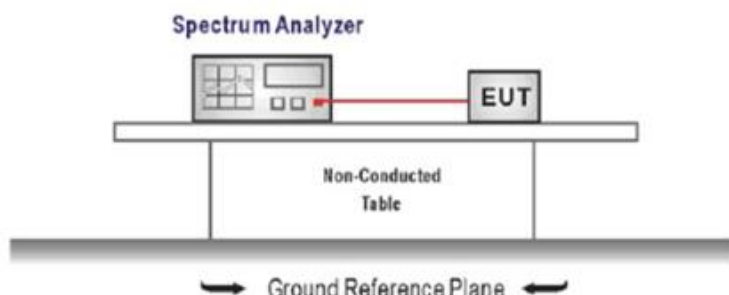 Spectrum Analyzer
EUT
Non-Conducted
Table
Ground Reference Plane